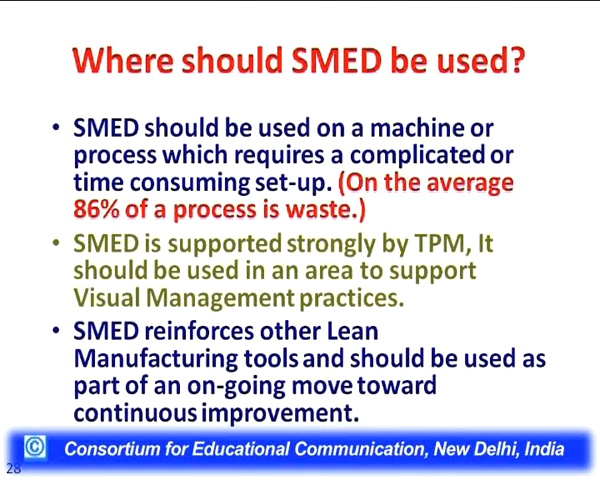 Where should SMED be used?
• SMED should be used on a machine or
process which requires a complicated or
time consuming set-up. (On the average
86% of a process is waste.)
• SMED is supported strongly by TPM, It
should be used in an area to support
Visual Management practices.
• SMED reinforces other Lean
Manufacturing tools and should be used as
part of an on-going move toward
continuous improvement.
© Consortium for Educational Communication, New Delhi, India
28